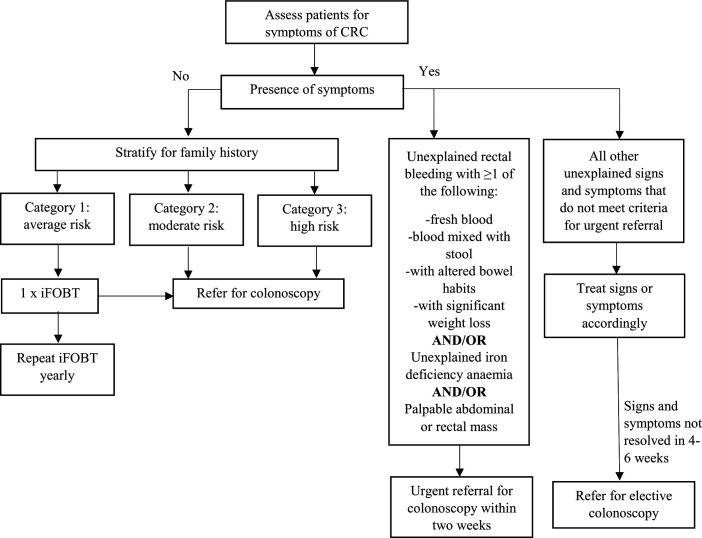 Assess patients for
symptoms of CRC
No
Yes
Presence of symptoms
Stratify for family history
Category 1:
average risk
Category 2:
moderate risk
Category 3:
high risk
1 x iFOBT
Refer for colonoscopy
Repeat iFOBT
yearly
Unexplained rectal
bleeding with ≥1 of
the following:
-fresh blood
-blood mixed with
stool
-with altered bowel
habits
-with significant
weight loss
AND/OR
Unexplained iron
deficiency anaemia
AND/OR
Palpable abdominal
or rectal mass
Urgent referral for
colonoscopy within
two weeks
All other
unexplained signs
and symptoms that
do not meet criteria
for urgent referral
Treat signs or
symptoms
accordingly
Signs and
symptoms not
resolved in 4-
6 weeks
Refer for elective
colonoscopy